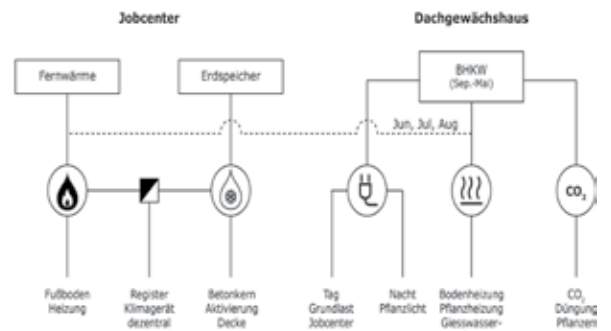 Jobcenter
Dachgewächshaus
Fernwärme
Erdspeicher
BHKW
(Sep.-Mai)
Jun, Jul, Aug
CO₂
Fußboden
Heizung
Register
Klimagerät
dezentral
Betonkern
Aktivierung
Decke
Tag
Grundlast
Jobcenter
Nacht
Pflanzlicht
Bodenheizung
Pflanzheizung
Giesswasser-
CO₂
Düngung
Pflanzen